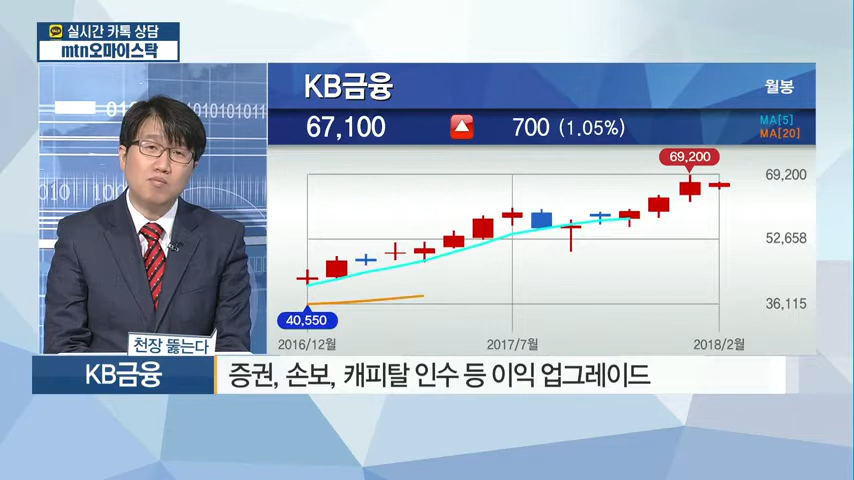 실시간 카톡 상담
mtn오마이스탁
KB금융
월봉
67,100
700 (1.05%)
MA[5]
MA[20]
69,200
69,200
52,658
36,115
40,550
2016/12월
2017/7월
2018/2월
천장 뚫는다
KB금융
증권, 손보, 캐피탈 인수 등 이익 업그레이드